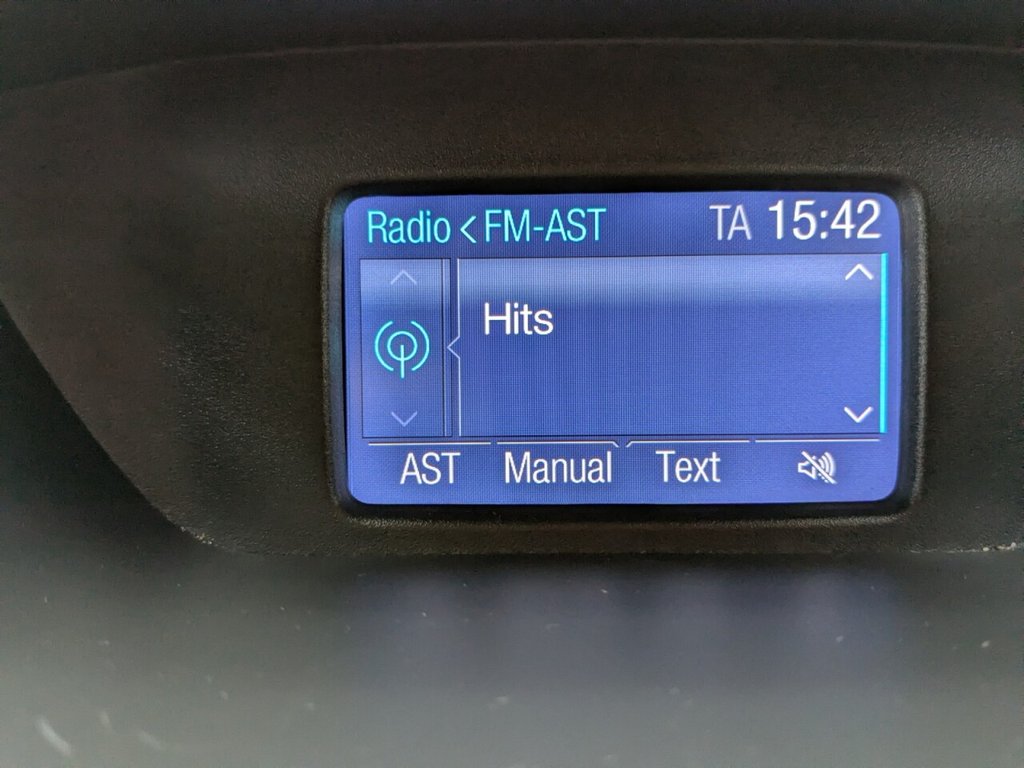 Radio < FM-AST TA 15:42
Hits
AST Manual Text